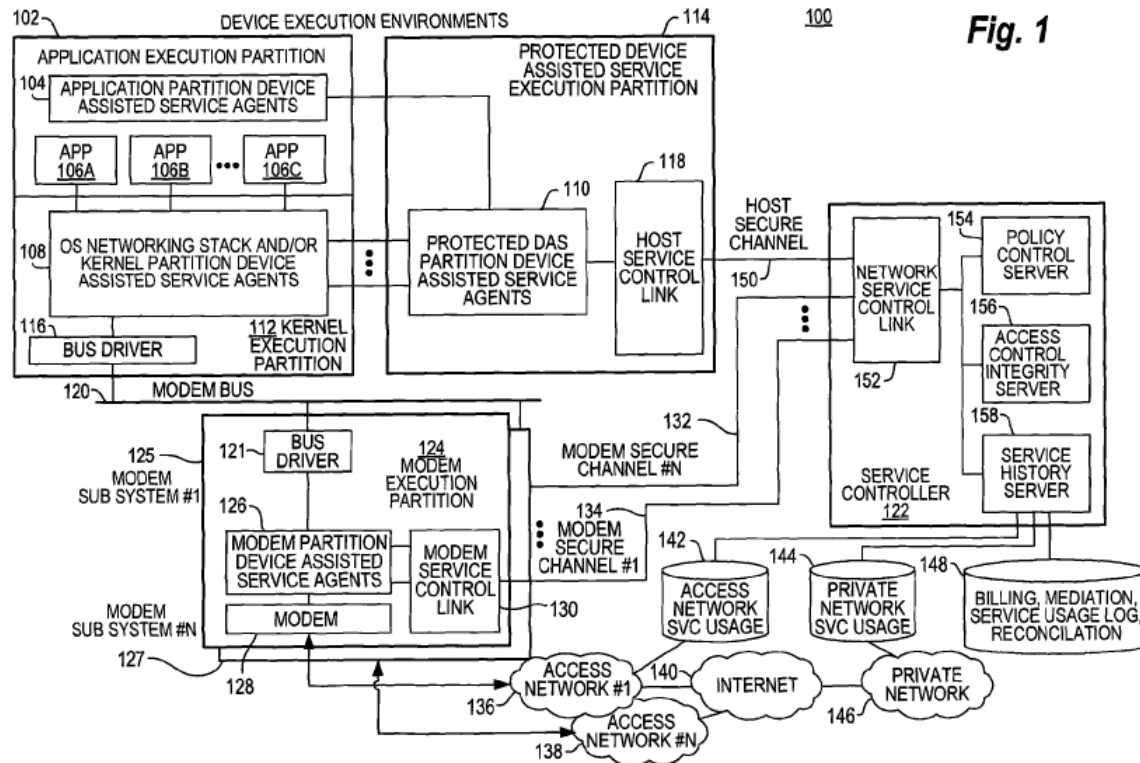 DEVICE EXECUTION ENVIRONMENTS
100
Fig. 1
102
APPLICATION EXECUTION PARTITION
104
APPLICATION PARTITION DEVICE
ASSISTED SERVICE AGENTS
APP
106A
APP
106B
APP
106C
108
OS NETWORKING STACK AND/OR
KERNEL PARTITION DEVICE
ASSISTED SERVICE AGENTS
116
BUS DRIVER
112 KERNEL
EXECUTION
PARTITION
114
PROTECTED DEVICE
ASSISTED SERVICE
EXECUTION PARTITION
110
PROTECTED DAS
PARTITION DEVICE
ASSISTED SERVICE
AGENTS
118
HOST
SERVICE
CONTROL
LINK
HOST
SECURE
CHANNEL
150
NETWORK
SERVICE
CONTROL
LINK
152
154
POLICY
CONTROL
SERVER
156
ACCESS
CONTROL
INTEGRITY
SERVER
158
SERVICE
HISTORY
SERVER
SERVICE
CONTROLLER
122
120
MODEM BUS
125
MODEM
SUB SYSTEM #1
121
BUS
DRIVER
124
MODEM
EXECUTION
PARTITION
126
MODEM PARTITION
DEVICE ASSISTED
SERVICE AGENTS
MODEM
SERVICE
CONTROL
LINK
130
MODEM
128
MODEM
SUB SYSTEM #N
127
132
MODEM SECURE
CHANNEL #N
134
MODEM
SECURE
CHANNEL #1
142
ACCESS
NETWORK
SVC USAGE
144
PRIVATE
NETWORK
SVC USAGE
148
BILLING, MEDIATION,
SERVICE USAGE LOG,
RECONCILATION
ACCESS
NETWORK #1
136
140
INTERNET
PRIVATE
NETWORK
146
ACCESS
NETWORK #N
138